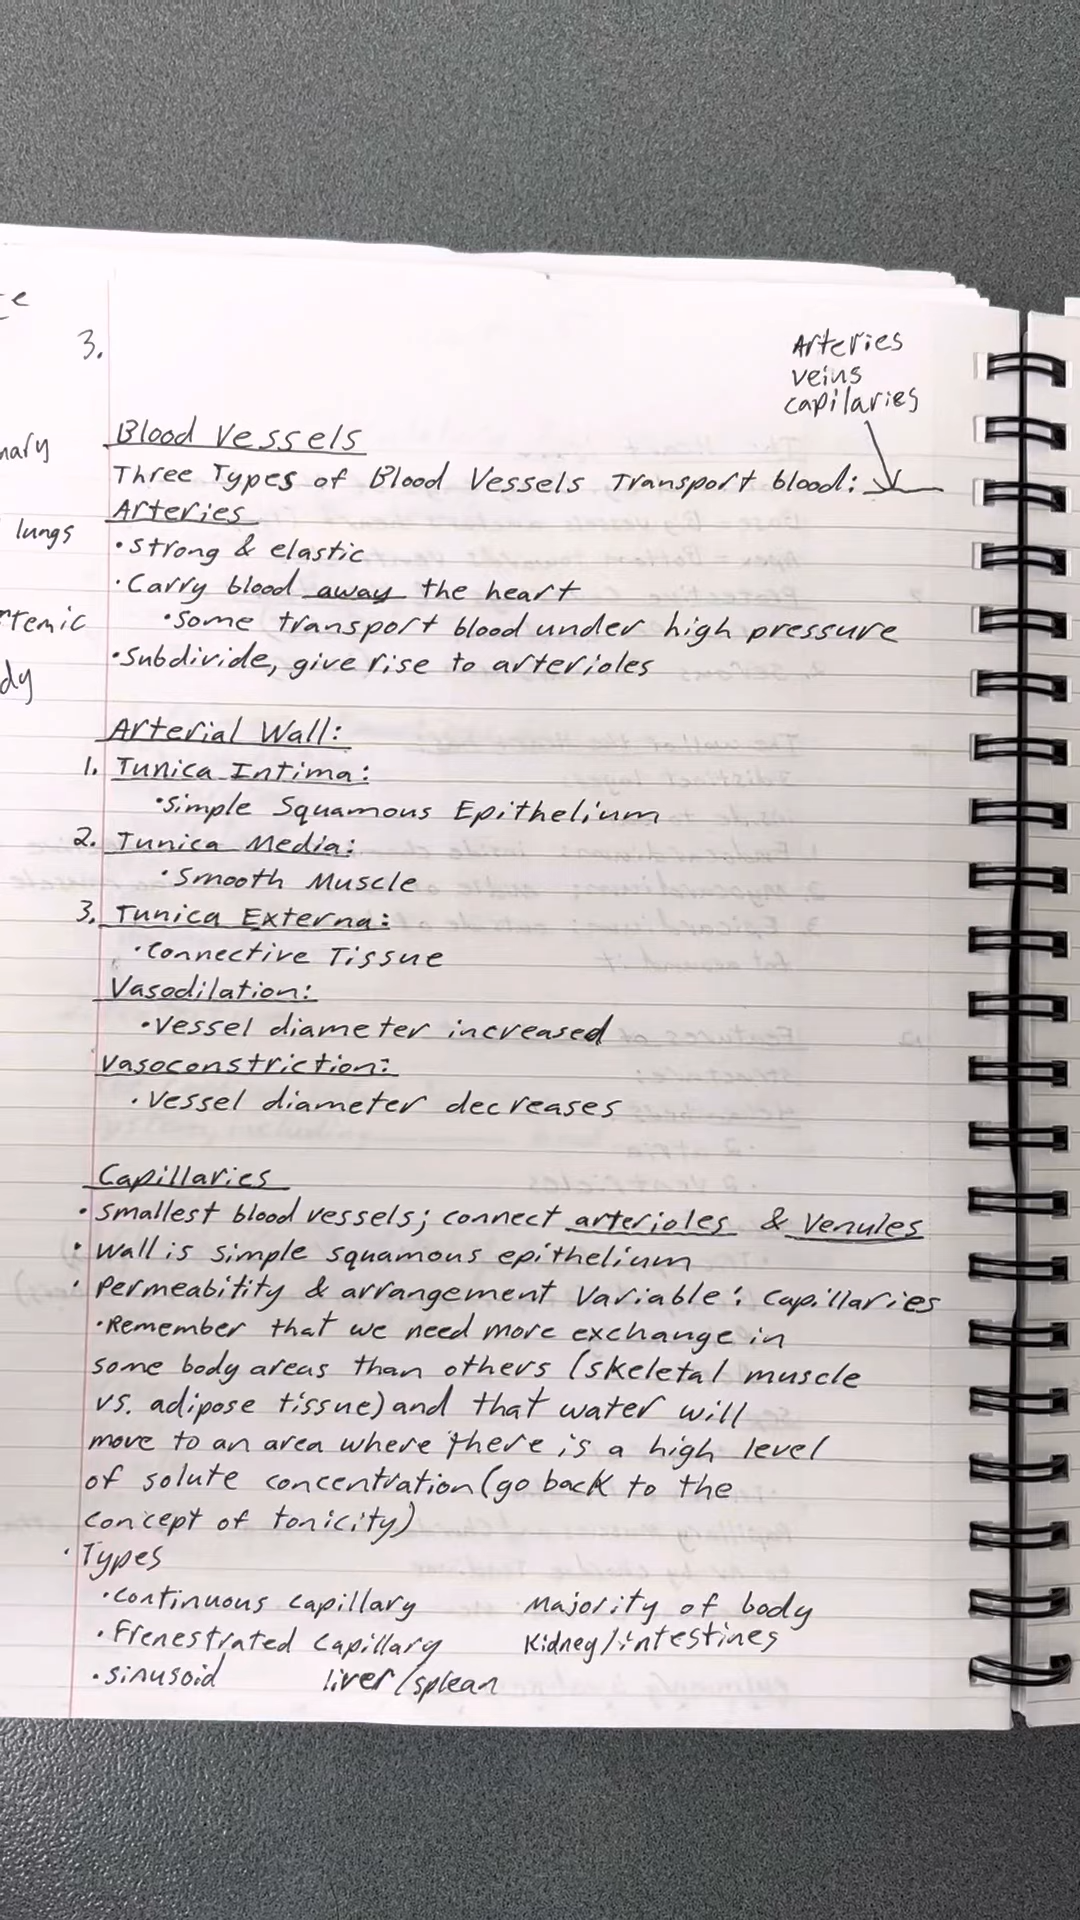 te
3.
Arteries
veins
capilaries
nary
Blood Vessels
Three Types of Blood Vessels Transport blood:
lungs
Arteries
•Strong & elastic
•Carry blood away the heart
temic
•Some transport blood under high pressure
dy
•Subdivide, give rise to arterioles
Arterial Wall:
1. Tunica Intima:
•Simple Squamous Epithelium
2. Tunica Media:
•Smooth Muscle
3. Tunica Externa:
•Connective Tissue
Vasodilation:
•Vessel diameter increased
Vasoconstriction:
•Vessel diameter decreases
Capillaries
•Smallest blood vessels; connect arterioles & Venules
•Wall is simple squamous epithelium
•Permeabitity & arrangement Variable: Capillaries
•Remember that we need more exchange in
some body areas than others (skeletal muscle
vs. adipose tissue) and that water will
move to an area where there is a high level
of solute concentration (go back to the
concept of tonicity)
•Types
•Continuous Capillary Majority of body
•Frenestrated Capillary Kidney/intestines
•Sinusoid liver/splean